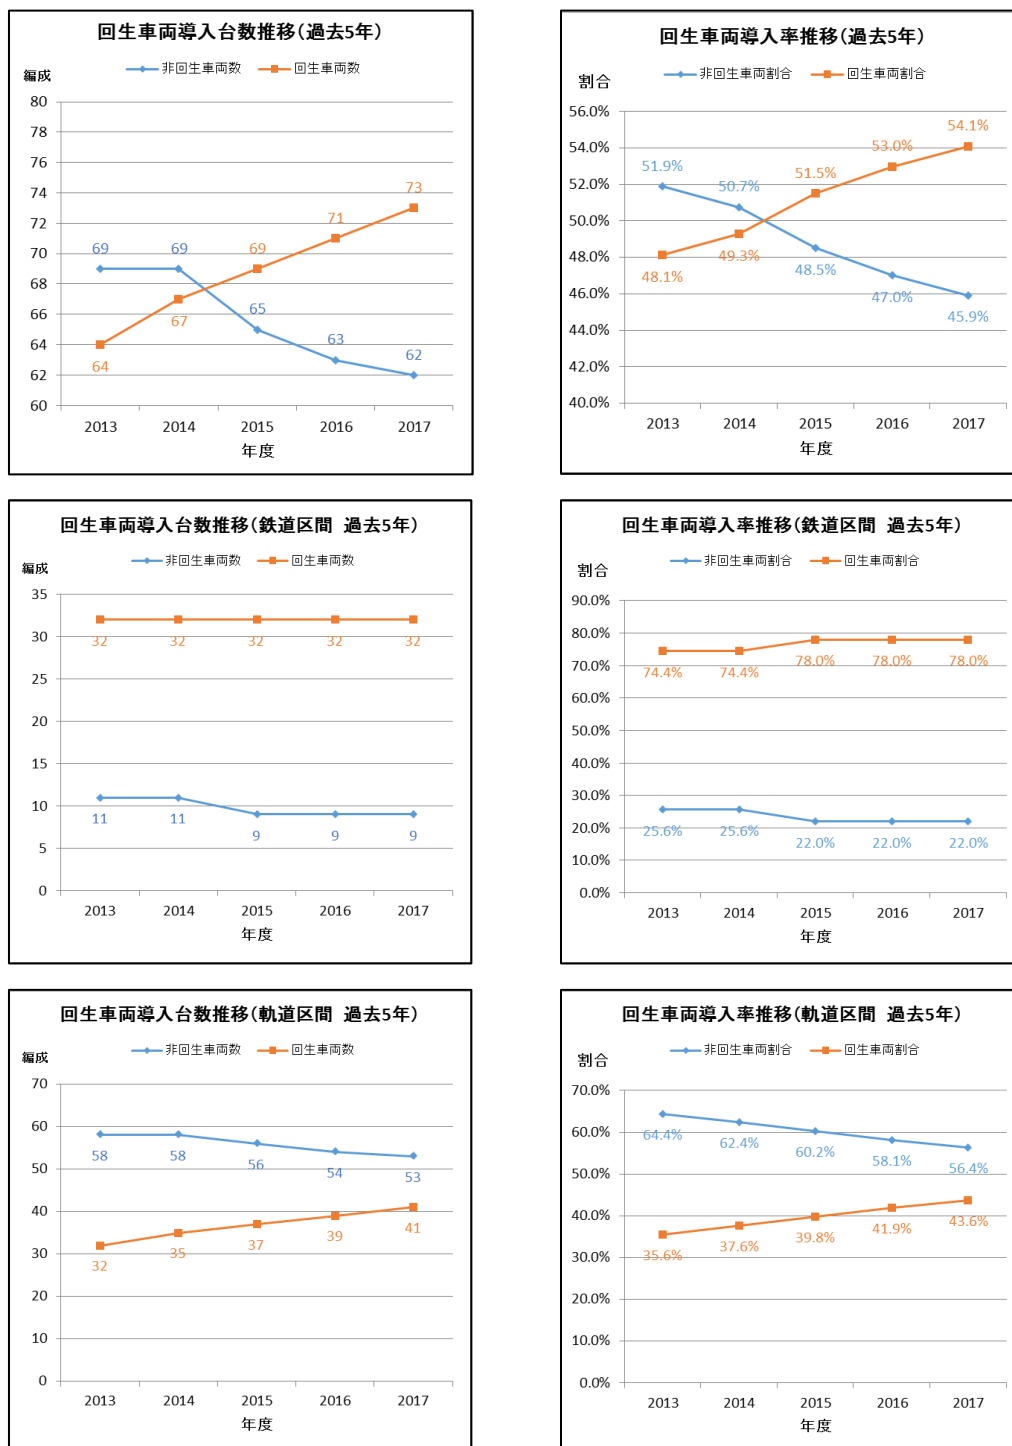 回生車両導入台数推移(過去5年)
非回生車両数 回生車両数
編成
80
78
76
74
72
70
68
66
64
62
60
69 69 65 63 62
64 67 69 71 73
2013 2014 2015 2016 2017
年度
回生車両導入率推移(過去5年)
非回生車両割合 回生車両割合
割合
56.0%
54.0%
52.0%
50.0%
48.0%
46.0%
44.0%
42.0%
40.0%
51.9% 50.7% 48.5% 47.0% 45.9%
48.1% 49.3% 51.5% 53.0% 54.1%
2013 2014 2015 2016 2017
年度
回生車両導入台数推移(鉄道区間 過去5年)
非回生車両数 回生車両数
編成
35
30
25
20
15
10
5
0
32 32 32 32 32
11 11 9 9 9
2013 2014 2015 2016 2017
年度
回生車両導入率推移(鉄道区間 過去5年)
非回生車両割合 回生車両割合
割合
90.0%
80.0%
70.0%
60.0%
50.0%
40.0%
30.0%
20.0%
10.0%
0.0%
74.4% 74.4% 78.0% 78.0% 78.0%
25.6% 25.6% 22.0% 22.0% 22.0%
2013 2014 2015 2016 2017
年度
回生車両導入台数推移(軌道区間 過去5年)
非回生車両数 回生車両数
編成
70
60
50
40
30
20
10
0
58 58 56 54 53
32 35 37 39 41
2013 2014 2015 2016 2017
年度
回生車両導入率推移(軌道区間 過去5年)
非回生車両割合 回生車両割合
割合
70.0%
60.0%
50.0%
40.0%
30.0%
20.0%
10.0%
0.0%
64.4% 62.4% 60.2% 58.1% 56.4%
35.6% 37.6% 39.8% 41.9% 43.6%
2013 2014 2015 2016 2017
年度